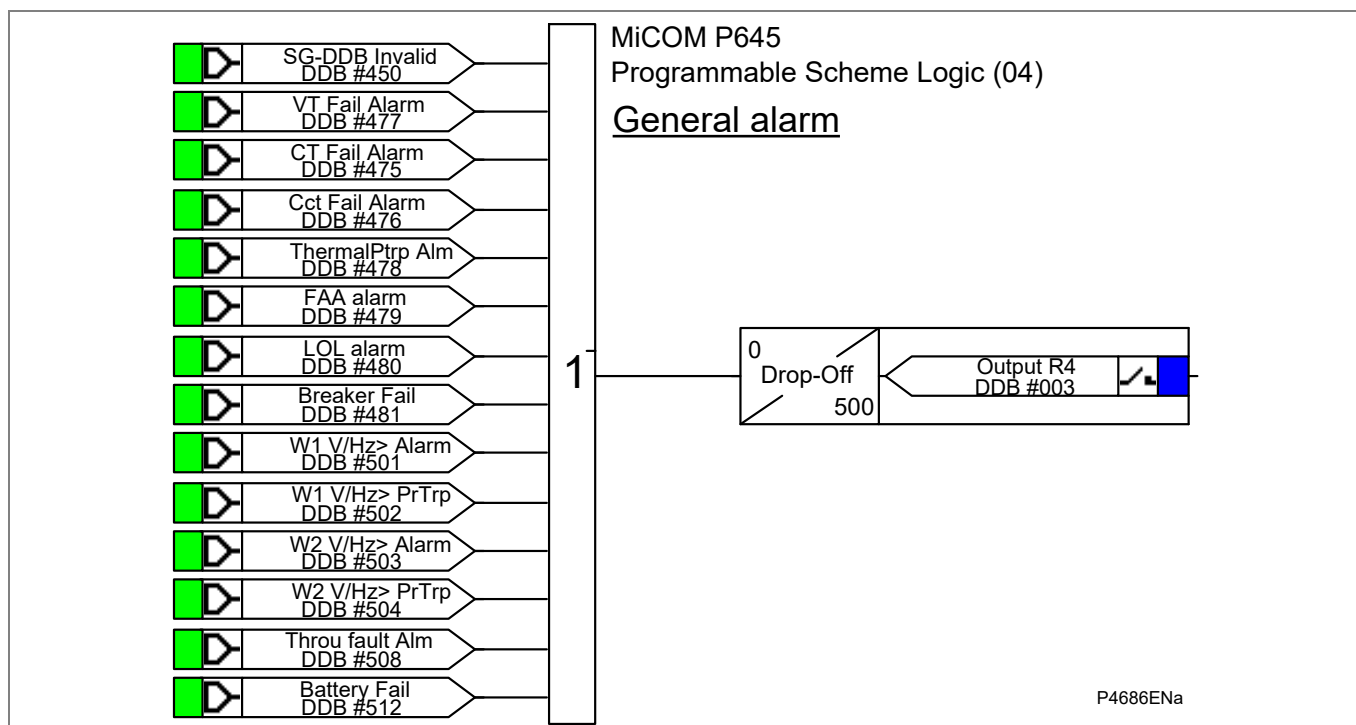 MiCOM P645
Programmable Scheme Logic (04)
General alarm
SG-DDB Invalid
DDB #450
VT Fail Alarm
DDB #477
CT Fail Alarm
DDB #475
Cct Fail Alarm
DDB #476
ThermalPtrp Alm
DDB #478
FAA alarm
DDB #479
LOL alarm
DDB #480
Breaker Fail
DDB #481
W1 V/Hz> Alarm
DDB #501
W1 V/Hz> PrTrp
DDB #502
W2 V/Hz> Alarm
DDB #503
W2 V/Hz> PrTrp
DDB #504
Throu fault Alm
DDB #508
Battery Fail
DDB #512
1
0
Drop-Off
500
Output R4
DDB #003
P4686ENa